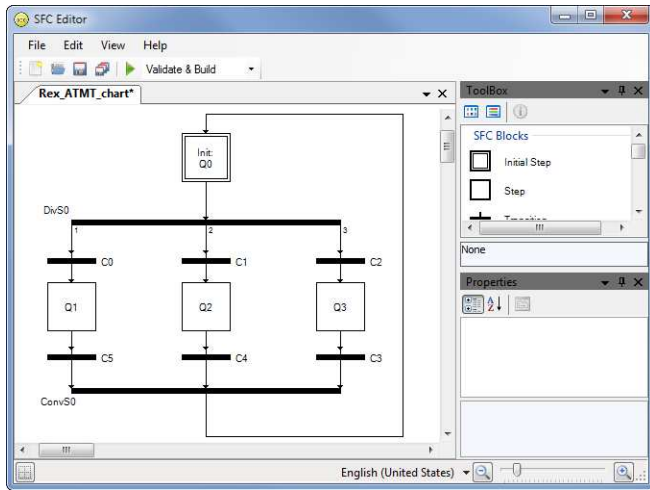 SFC Editor
File Edit View Help
Validate & Build
Rex_ATMT_chart*
Init:
Q0
DivS0
1 2 3
C0 C1 C2
Q1 Q2 Q3
C5 C4 C3
ConvS0
ToolBox
SFC Blocks
Initial Step
Step
Transition
None
Properties
English (United States)